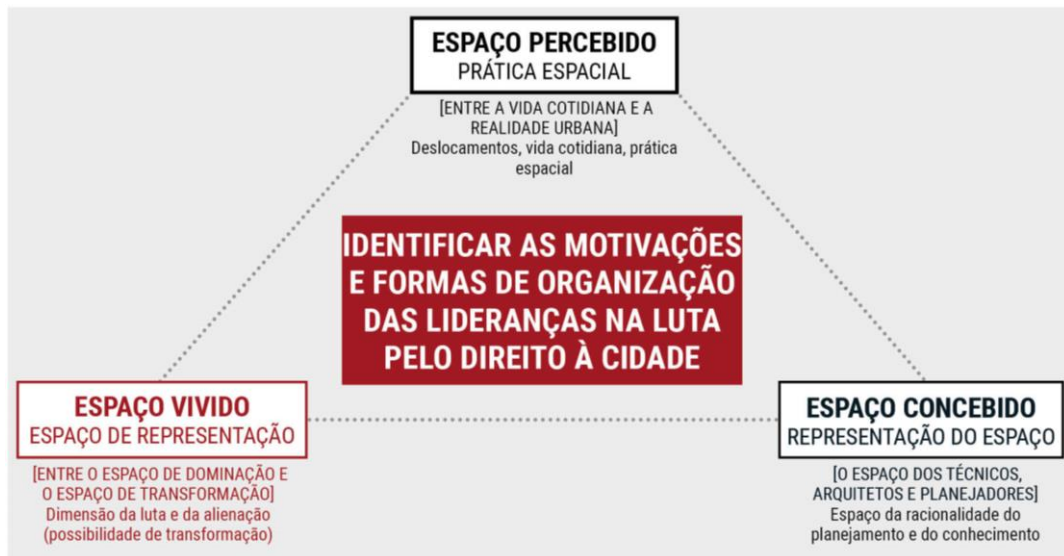 ESPAÇO PERCEBIDO
PRÁTICA ESPACIAL
[ENTRE A VIDA COTIDIANA E A
REALIDADE URBANA]
Deslocamentos, vida cotidiana, prática
espacial
IDENTIFICAR AS MOTIVAÇÕES
E FORMAS DE ORGANIZAÇÃO
DAS LIDERANÇAS NA LUTA
PELO DIREITO À CIDADE
ESPAÇO VIVIDO
ESPAÇO DE REPRESENTAÇÃO
[ENTRE O ESPAÇO DE DOMINAÇÃO E
O ESPAÇO DE TRANSFORMAÇÃO]
Dimensão da luta e da alienação
(possibilidade de transformação)
ESPAÇO CONCEBIDO
REPRESENTAÇÃO DO ESPAÇO
[O ESPAÇO DOS TÉCNICOS,
ARQUITETOS E PLANEJADORES]
Espaço da racionalidade do
planejamento e do conhecimento